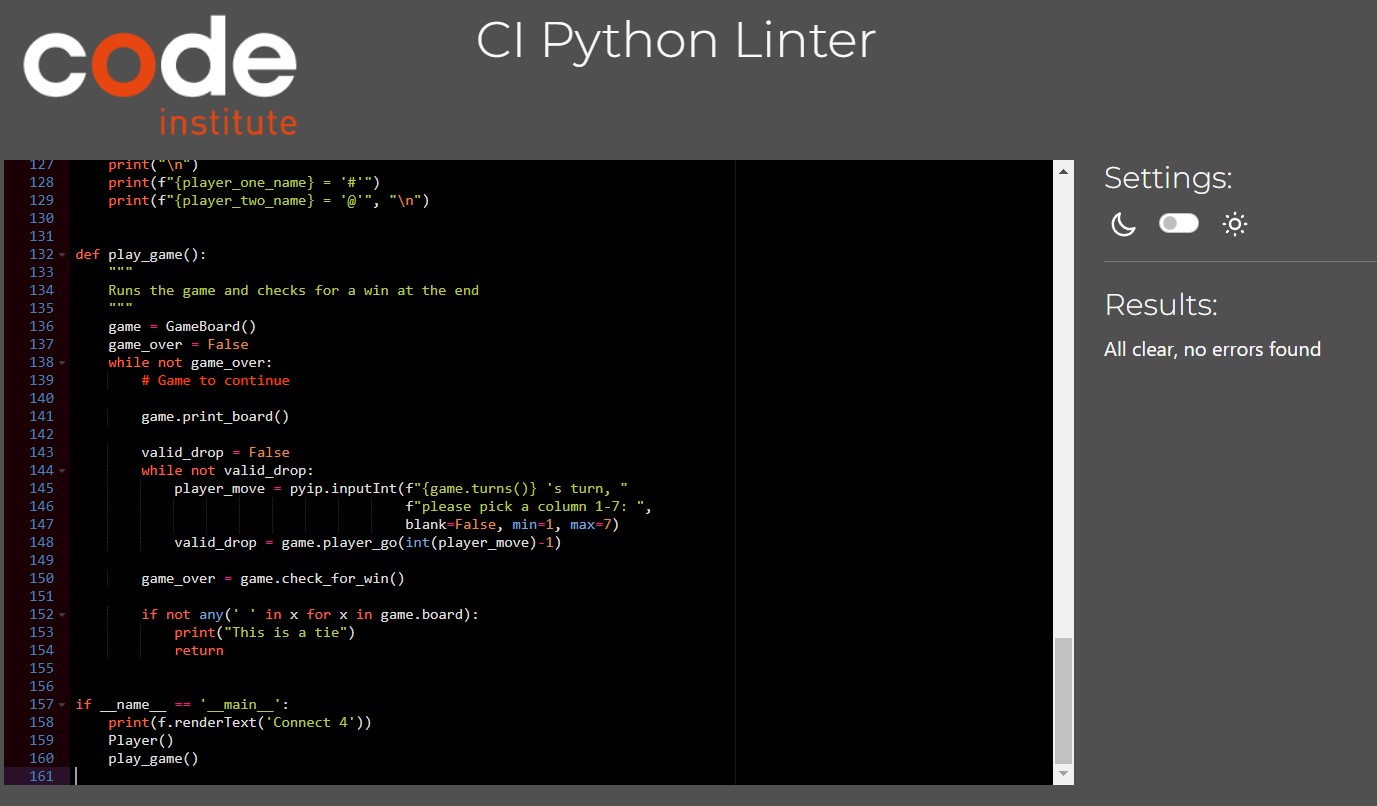 code
institute
CI Python Linter
127 print("\n")
128 print(f"{player_one_name} = '#'")
129 print(f"{player_two_name} = '@'", "\n")
130
131
132 def play_game():
133 """
134 Runs the game and checks for a win at the end
135 """
136 game = GameBoard()
137 game_over = False
138 while not game_over:
139 # Game to continue
140
141 game.print_board()
142
143 valid_drop = False
144 while not valid_drop:
145 player_move = pyip.inputInt(f"{game.turns()} 's turn, "
146 f"please pick a column 1-7: ",
147 blank=False, min=1, max=7)
148 valid_drop = game.player_go(int(player_move)-1)
149
150 game_over = game.check_for_win()
151
152 if not any(' ' in x for x in game.board):
153 print("This is a tie")
154 return
155
156
157 if __name__ == '__main__':
158 print(f.renderText('Connect 4'))
159 Player()
160 play_game()
161
Settings:
Results:
All clear, no errors found